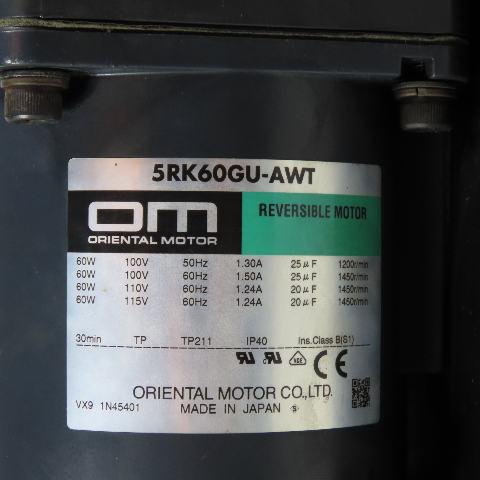 5RK60GU-AWT
om
ORIENTAL MOTOR
REVERSIBLE MOTOR
60W 100V 50Hz 1.30A 25μF 1200r/min
60W 100V 60Hz 1.50A 25μF 1450r/min
60W 110V 60Hz 1.24A 20μF 1450r/min
60W 115V 60Hz 1.24A 20μF 1450r/min
30min TP TP211 IP40 Ins.Class B(S1)
CE
ORIENTAL MOTOR CO.,LTD.
VX9 1N45401 MADE IN JAPAN